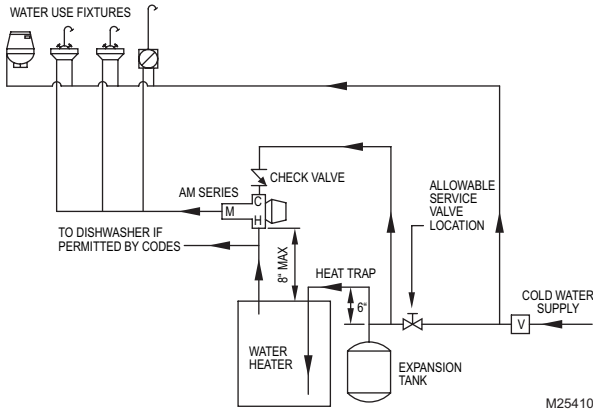 WATER USE FIXTURES
AM SERIES
CHECK VALVE
ALLOWABLE
SERVICE
VALVE
LOCATION
C
M
H
TO DISHWASHER IF
PERMITTED BY CODES
8" MAX
HEAT TRAP
6"
COLD WATER
SUPPLY
V
WATER
HEATER
EXPANSION
TANK
M25410